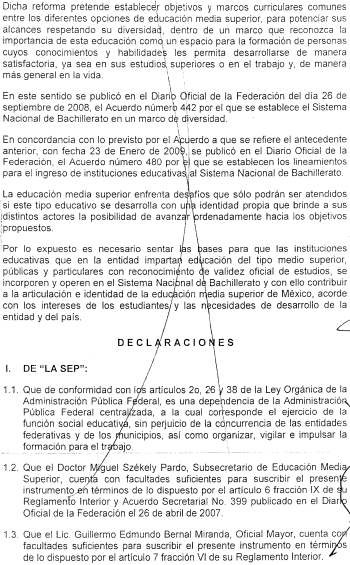 Dicha reforma pretende establecer objetivos y marcos curriculares comunes
entre los diferentes opciones de educación media superior, para potenciar sus
alcances respetando su diversidad, dentro de un marco que reconozca la
importancia de esta educación como un espacio para la formación de personas
cuyos conocimientos y habilidades les permita desarrollarse de manera
satisfactoria, ya sea en sus estudios superiores o en el trabajo y, de manera
más general en la vida.
En este sentido se publicó en el Diario Oficial de la Federación del día 26 de
septiembre de 2008, el Acuerdo número 442 por el que se establece el Sistema
Nacional de Bachillerato en un marco de diversidad.
En concordancia con lo previsto por el Acuerdo a que se refiere el antecedente
anterior, con fecha 23 de Enero de 2009, se publicó en el Diario Oficial de la
Federación, el Acuerdo número 480 por el que se establecen los lineamientos
para el ingreso de instituciones educativas al Sistema Nacional de Bachillerato.
La educación media superior enfrenta desafíos que sólo podrán ser atendidos
si este tipo educativo se desarrolla con una identidad propia que brinde a sus
distintos actores la posibilidad de avanzar ordenadamente hacia los objetivos
propuestos.
Por lo expuesto es necesario sentar las bases para que las instituciones
educativas que en la entidad impartan educación del tipo medio superior,
públicas y particulares con reconocimiento de validez oficial de estudios, se
incorporen y operen en el Sistema Nacional de Bachillerato y con ello contribuir
a la articulación e identidad de la educación media superior de México, acorde
con los intereses de los estudiantes y las necesidades de desarrollo de la
entidad y del país.
DECLARACIONES
I. DE "LA SEP":
1.1. Que de conformidad con los artículos 2o, 26 y 38 de la Ley Orgánica de la
Administración Pública Federal, es una dependencia de la Administración
Pública Federal centralizada, a la cual corresponde el ejercicio de la
función social educativa, sin perjuicio de la concurrencia de las entidades
federativas y de los municipios, así como organizar, vigilar e impulsar la
formación para el trabajo.
1.2. Que el Doctor Miguel Székely Pardo, Subsecretario de Educación Media
Superior, cuenta con facultades suficientes para suscribir el presente
instrumento en términos de lo dispuesto por el artículo 6 fracción IX de su
Reglamento Interior y Acuerdo Secretarial No. 399 publicado en el Diario
Oficial de la Federación el 26 de abril de 2007.
1.3. Que el Lic. Guillermo Edmundo Bernal Miranda, Oficial Mayor, cuenta con
facultades suficientes para suscribir el presente instrumento en términos
de lo dispuesto por el artículo 7 fracción VI de su Reglamento Interior.